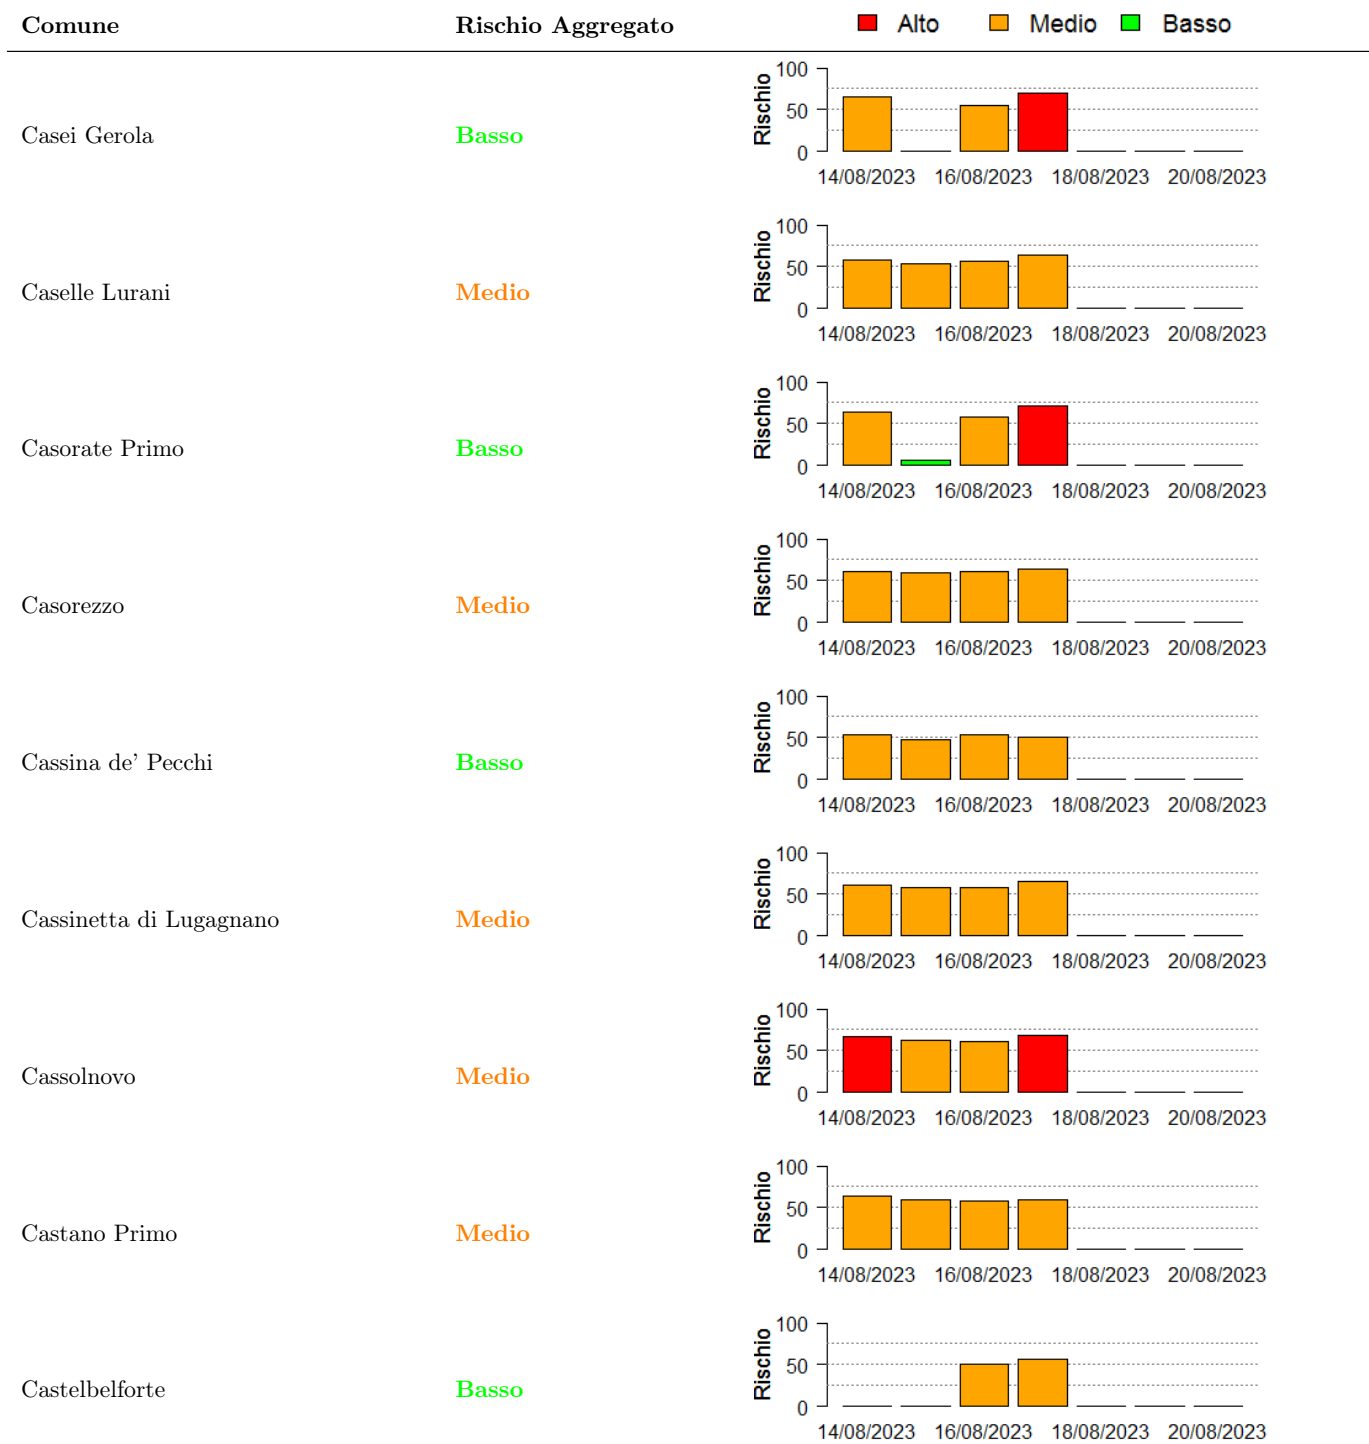 Comune Rischio Aggregato Alto Medio Basso
100
50
0
Rischio
Casei Gerola Basso
14/08/2023 16/08/2023 18/08/2023 20/08/2023
100
50
0
Rischio
Caselle Lurani Medio
14/08/2023 16/08/2023 18/08/2023 20/08/2023
100
50
0
Rischio
Casorate Primo Basso
14/08/2023 16/08/2023 18/08/2023 20/08/2023
100
50
0
Rischio
Casorezzo Medio
14/08/2023 16/08/2023 18/08/2023 20/08/2023
100
50
0
Rischio
Cassina de’ Pecchi Basso
14/08/2023 16/08/2023 18/08/2023 20/08/2023
100
50
0
Rischio
Cassinetta di Lugagnano Medio
14/08/2023 16/08/2023 18/08/2023 20/08/2023
100
50
0
Rischio
Cassolnovo Medio
14/08/2023 16/08/2023 18/08/2023 20/08/2023
100
50
0
Rischio
Castano Primo Medio
14/08/2023 16/08/2023 18/08/2023 20/08/2023
100
50
0
Rischio
Castelbelforte Basso
14/08/2023 16/08/2023 18/08/2023 20/08/2023